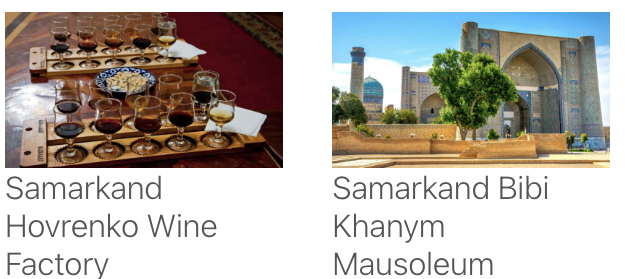 Samarkand
Hovrenko Wine
Factory
Samarkand Bibi
Khanym
Mausoleum